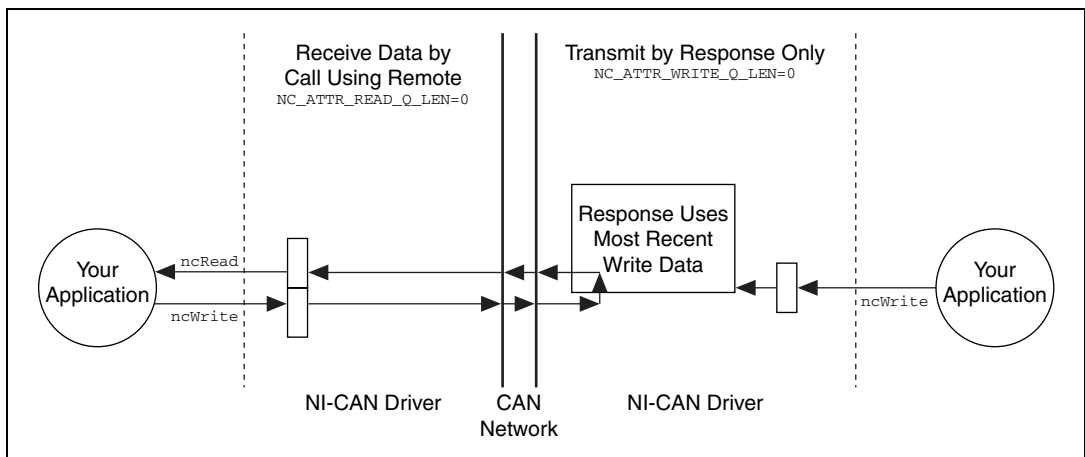 Receive Data by
Call Using Remote
NC_ATTR_READ_Q_LEN=0
Transmit by Response Only
NC_ATTR_WRITE_Q_LEN=0
Your
Application
ncRead
ncWrite
Response Uses
Most Recent
Write Data
ncWrite
Your
Application
NI-CAN Driver
CAN
Network
NI-CAN Driver